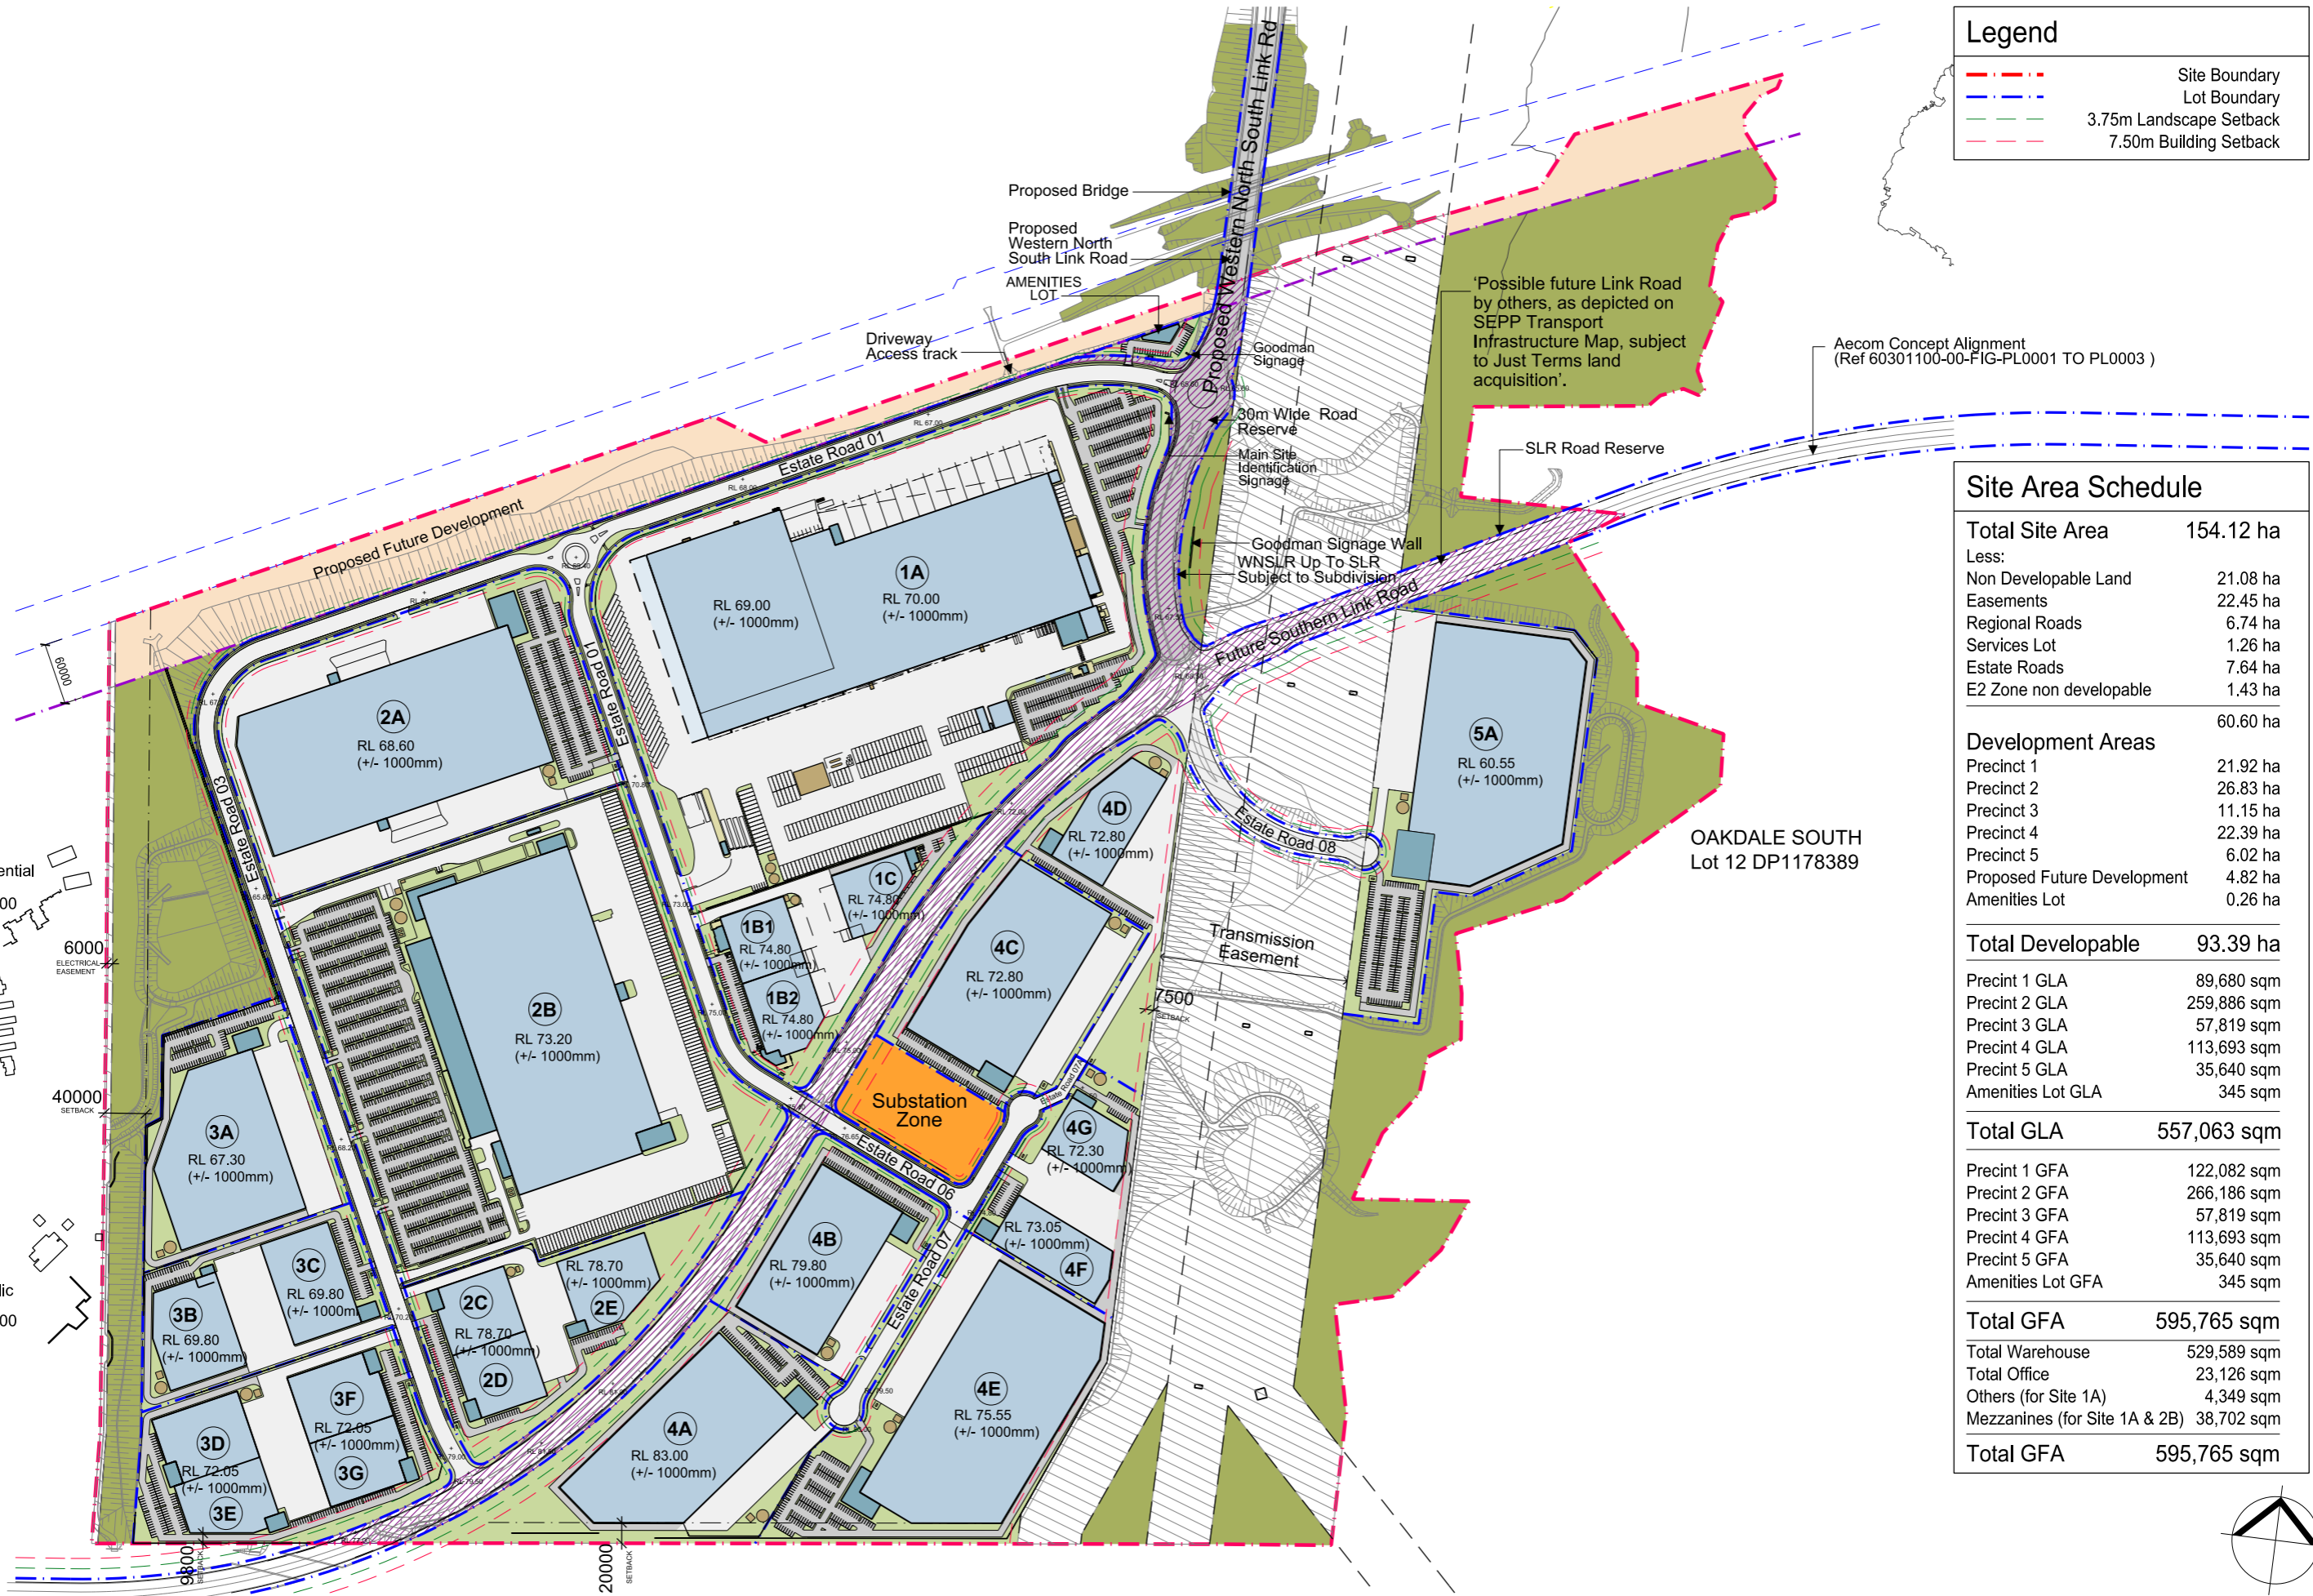 Legend
Site Boundary
Lot Boundary
3.75m Landscape Setback
7.50m Building Setback
Proposed Western North South Link Rd
Proposed Bridge
Proposed
Western North
South Link Road
AMENITIES
LOT
Driveway
Access track
Goodman
Signage
'Possible future Link Road
by others, as depicted on
SEPP Transport
Infrastructure Map, subject
to Just Terms land
acquisition'.
Aecom Concept Alignment
(Ref 60301100-00-FIG-PL0001 TO PL0003 )
30m Wide Road
Reserve
Main Site
Identification
Signage
SLR Road Reserve
Goodman Signage Wall
WNSLR Up To SLR
Subject to Subdivision
Future Southern Link Road
Proposed Future Development
Estate Road 01
RL 67.00
RL 68.00
Estate Road 01
Estate Road 03
60000
1A
RL 70.00
(+/- 1000mm)
RL 69.00
(+/- 1000mm)
2A
RL 68.60
(+/- 1000mm)
5A
RL 60.55
(+/- 1000mm)
4D
RL 72.80
(+/- 1000mm)
Estate Road 08
OAKDALE SOUTH
Lot 12 DP1178389
1C
RL 74.80
(+/- 1000mm)
1B1
RL 74.80
(+/- 1000mm)
1B2
RL 74.80
(+/- 1000mm)
4C
RL 72.80
(+/- 1000mm)
Transmission
Easement
7500
SETBACK
2B
RL 73.20
(+/- 1000mm)
ential
00
6000
ELECTRICAL
EASEMENT
40000
SETBACK
Substation
Zone
Estate Road 07A
Estate Road 06
4G
RL 72.30
(+/- 1000mm)
3A
RL 67.30
(+/- 1000mm)
4B
RL 79.80
(+/- 1000mm)
Estate Road 07
RL 73.05
(+/- 1000mm)
4F
3C
RL 69.80
(+/- 1000mm
3B
RL 69.80
(+/- 1000mm)
lic
00
2C
RL 78.70
(+/- 1000mm)
2D
RL 78.70
(+/- 1000mm)
2E
3F
RL 72.05
(+/- 1000mm)
3G
3D
RL 72.05
(+/- 1000mm)
3E
4A
RL 83.00
(+/- 1000mm)
4E
RL 75.55
(+/- 1000mm)
9800
SETBACK
20000
SETBACK
Site Area Schedule
Total Site Area 154.12 ha
Less:
Non Developable Land 21.08 ha
Easements 22.45 ha
Regional Roads 6.74 ha
Services Lot 1.26 ha
Estate Roads 7.64 ha
E2 Zone non developable 1.43 ha
60.60 ha
Development Areas
Precinct 1 21.92 ha
Precinct 2 26.83 ha
Precinct 3 11.15 ha
Precinct 4 22.39 ha
Precinct 5 6.02 ha
Proposed Future Development 4.82 ha
Amenities Lot 0.26 ha
Total Developable 93.39 ha
Precint 1 GLA 89,680 sqm
Precint 2 GLA 259,886 sqm
Precint 3 GLA 57,819 sqm
Precint 4 GLA 113,693 sqm
Precint 5 GLA 35,640 sqm
Amenities Lot GLA 345 sqm
Total GLA 557,063 sqm
Precint 1 GFA 122,082 sqm
Precint 2 GFA 266,186 sqm
Precint 3 GFA 57,819 sqm
Precint 4 GFA 113,693 sqm
Precint 5 GFA 35,640 sqm
Amenities Lot GFA 345 sqm
Total GFA 595,765 sqm
Total Warehouse 529,589 sqm
Total Office 23,126 sqm
Others (for Site 1A) 4,349 sqm
Mezzanines (for Site 1A & 2B) 38,702 sqm
Total GFA 595,765 sqm